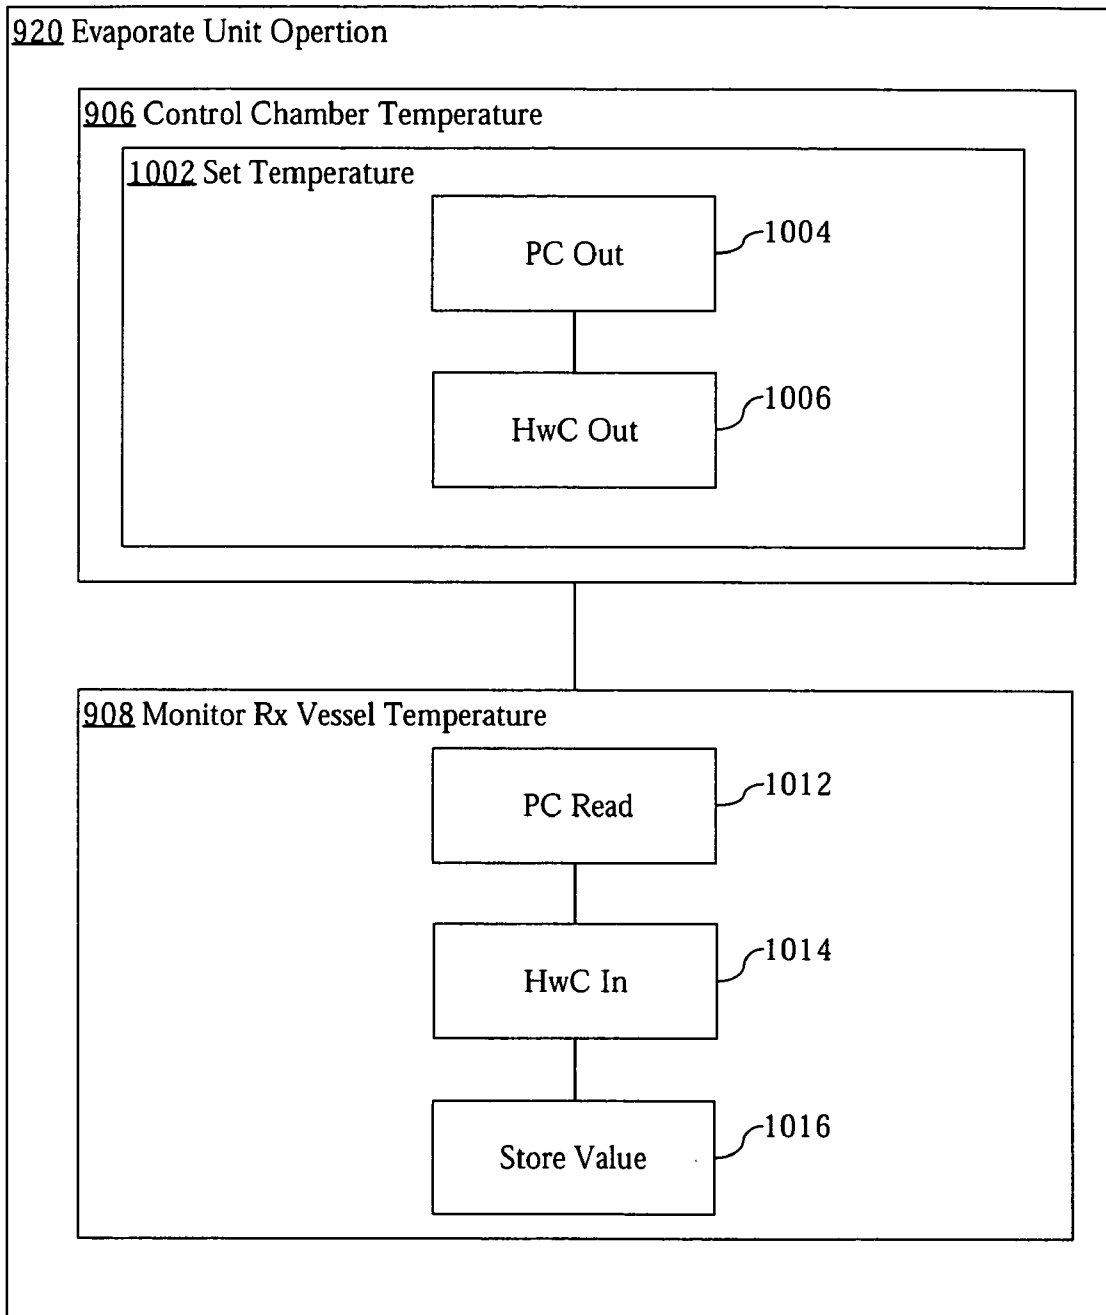 920 Evaporate Unit Opertion
906 Control Chamber Temperature
1002 Set Temperature
PC Out
1004
HwC Out
1006
908 Monitor Rx Vessel Temperature
PC Read
1012
HwC In
1014
Store Value
1016